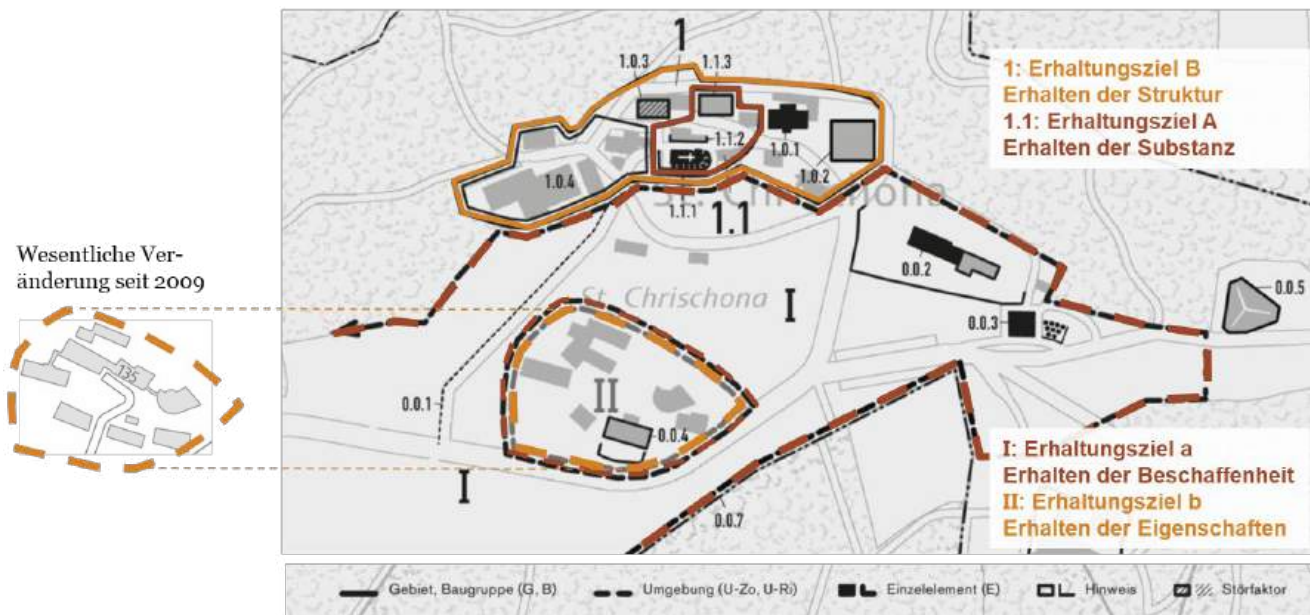 Wesentliche Ver-
änderung seit 2009
135
1
1.0.3
1.1.3
1.1.2
1.0.1
1.0.2
1.0.4
1.1.1
St. Chrischona
1.1
1: Erhaltungsziel B
Erhalten der Struktur
1.1: Erhaltungsziel A
Erhalten der Substanz
0.0.2
0.0.5
St. Chrischona
I
0.0.3
II
0.0.1
0.0.4
I
0.0.7
I: Erhaltungsziel a
Erhalten der Beschaffenheit
II: Erhaltungsziel b
Erhalten der Eigenschaften
Gebiet, Baugruppe (G, B) Umgebung (U-Zo, U-Ri) Einzelelement (E) Hinweis Störfaktor